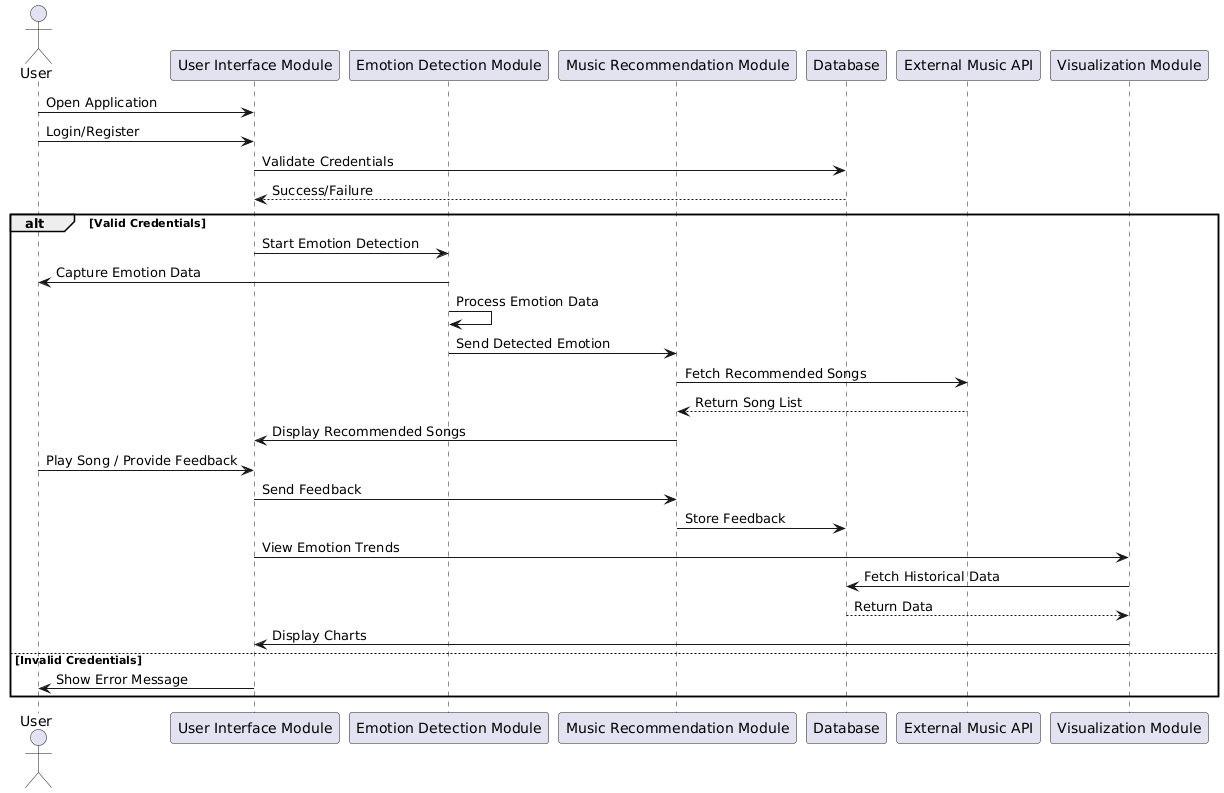 User
User Interface Module
Emotion Detection Module
Music Recommendation Module
Database
External Music API
Visualization Module
Open Application
Login/Register
Validate Credentials
Success/Failure
alt
[Valid Credentials]
Start Emotion Detection
Capture Emotion Data
Process Emotion Data
Send Detected Emotion
Fetch Recommended Songs
Return Song List
Display Recommended Songs
Play Song / Provide Feedback
Send Feedback
Store Feedback
View Emotion Trends
Fetch Historical Data
Return Data
Display Charts
[Invalid Credentials]
Show Error Message
User
User Interface Module
Emotion Detection Module
Music Recommendation Module
Database
External Music API
Visualization Module